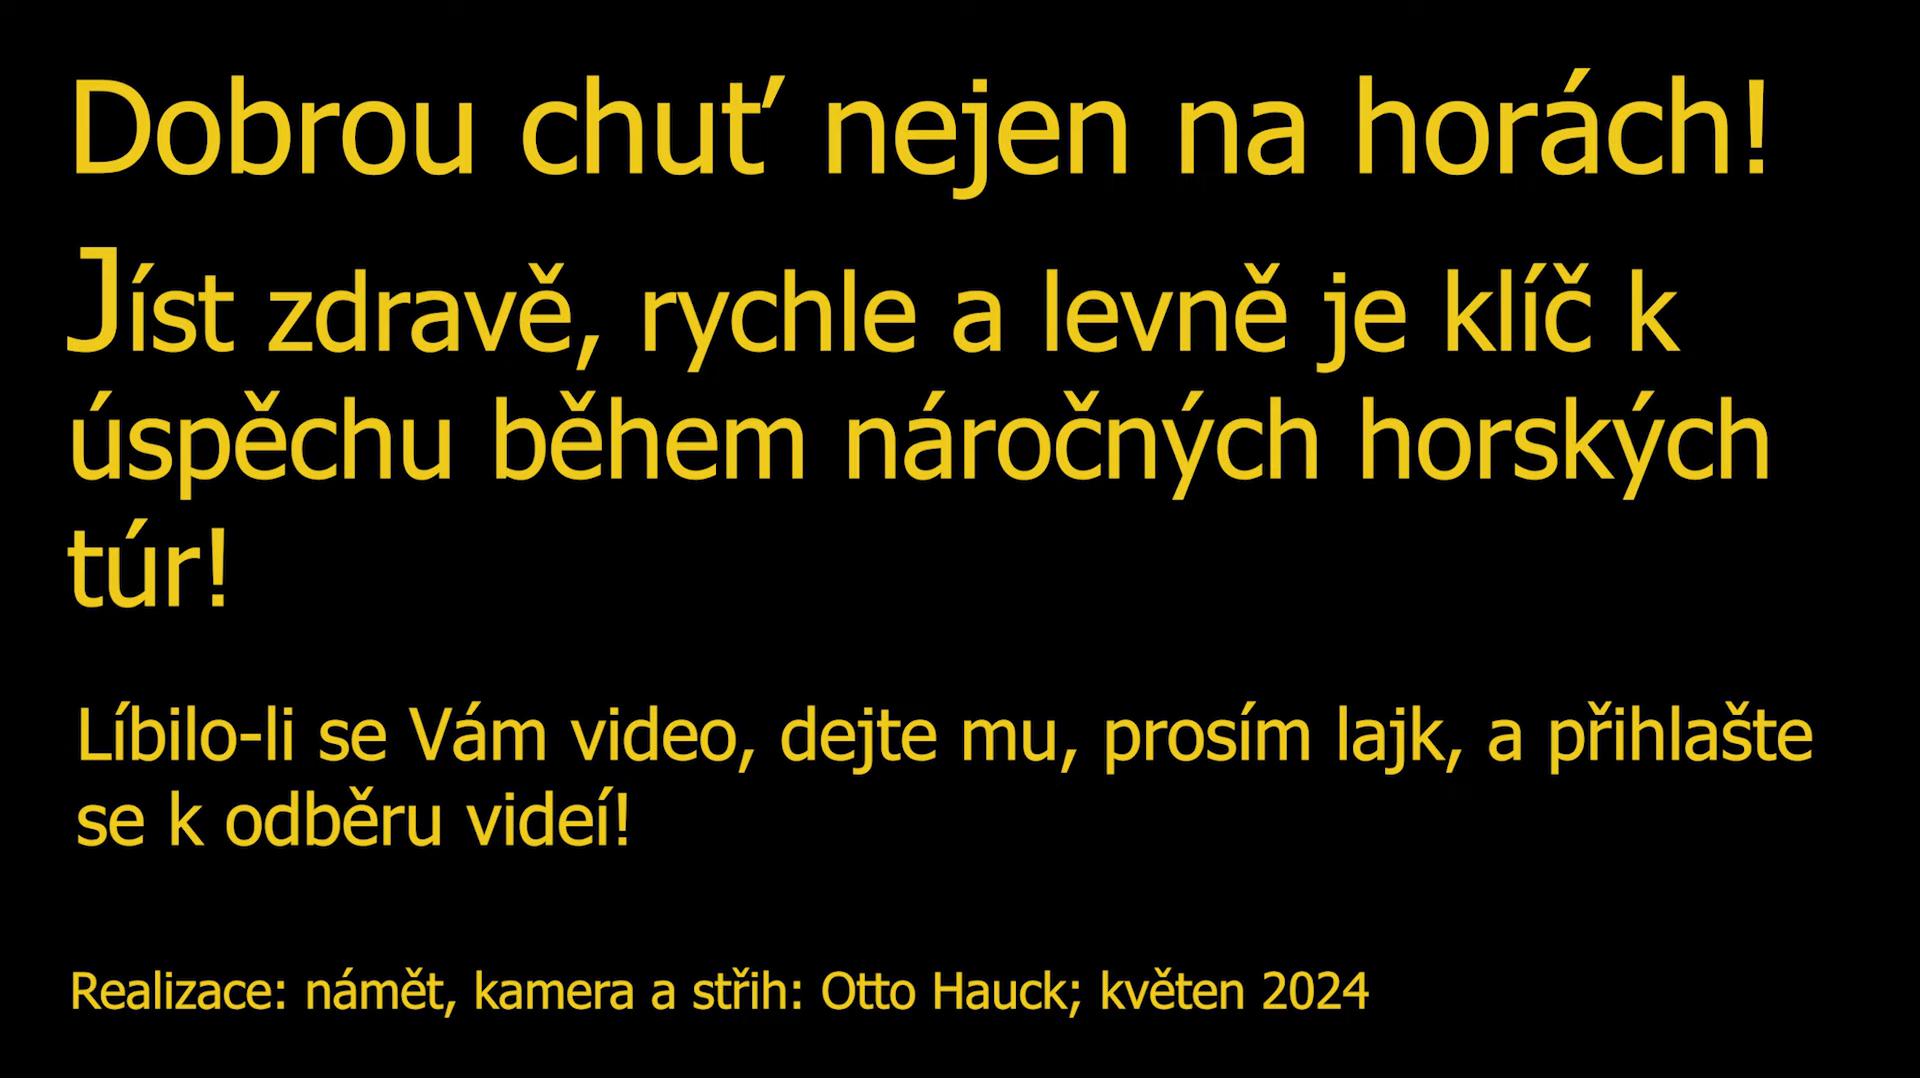 Dobrou chuť nejen na horách!
Jíst zdravě, rychle a levně je klíč k
úspěchu během náročných horských
túr!
Líbilo-li se Vám video, dejte mu, prosím lajk, a přihlašte
se k odběru videí!
Realizace: námět, kamera a střih: Otto Hauck; květen 2024